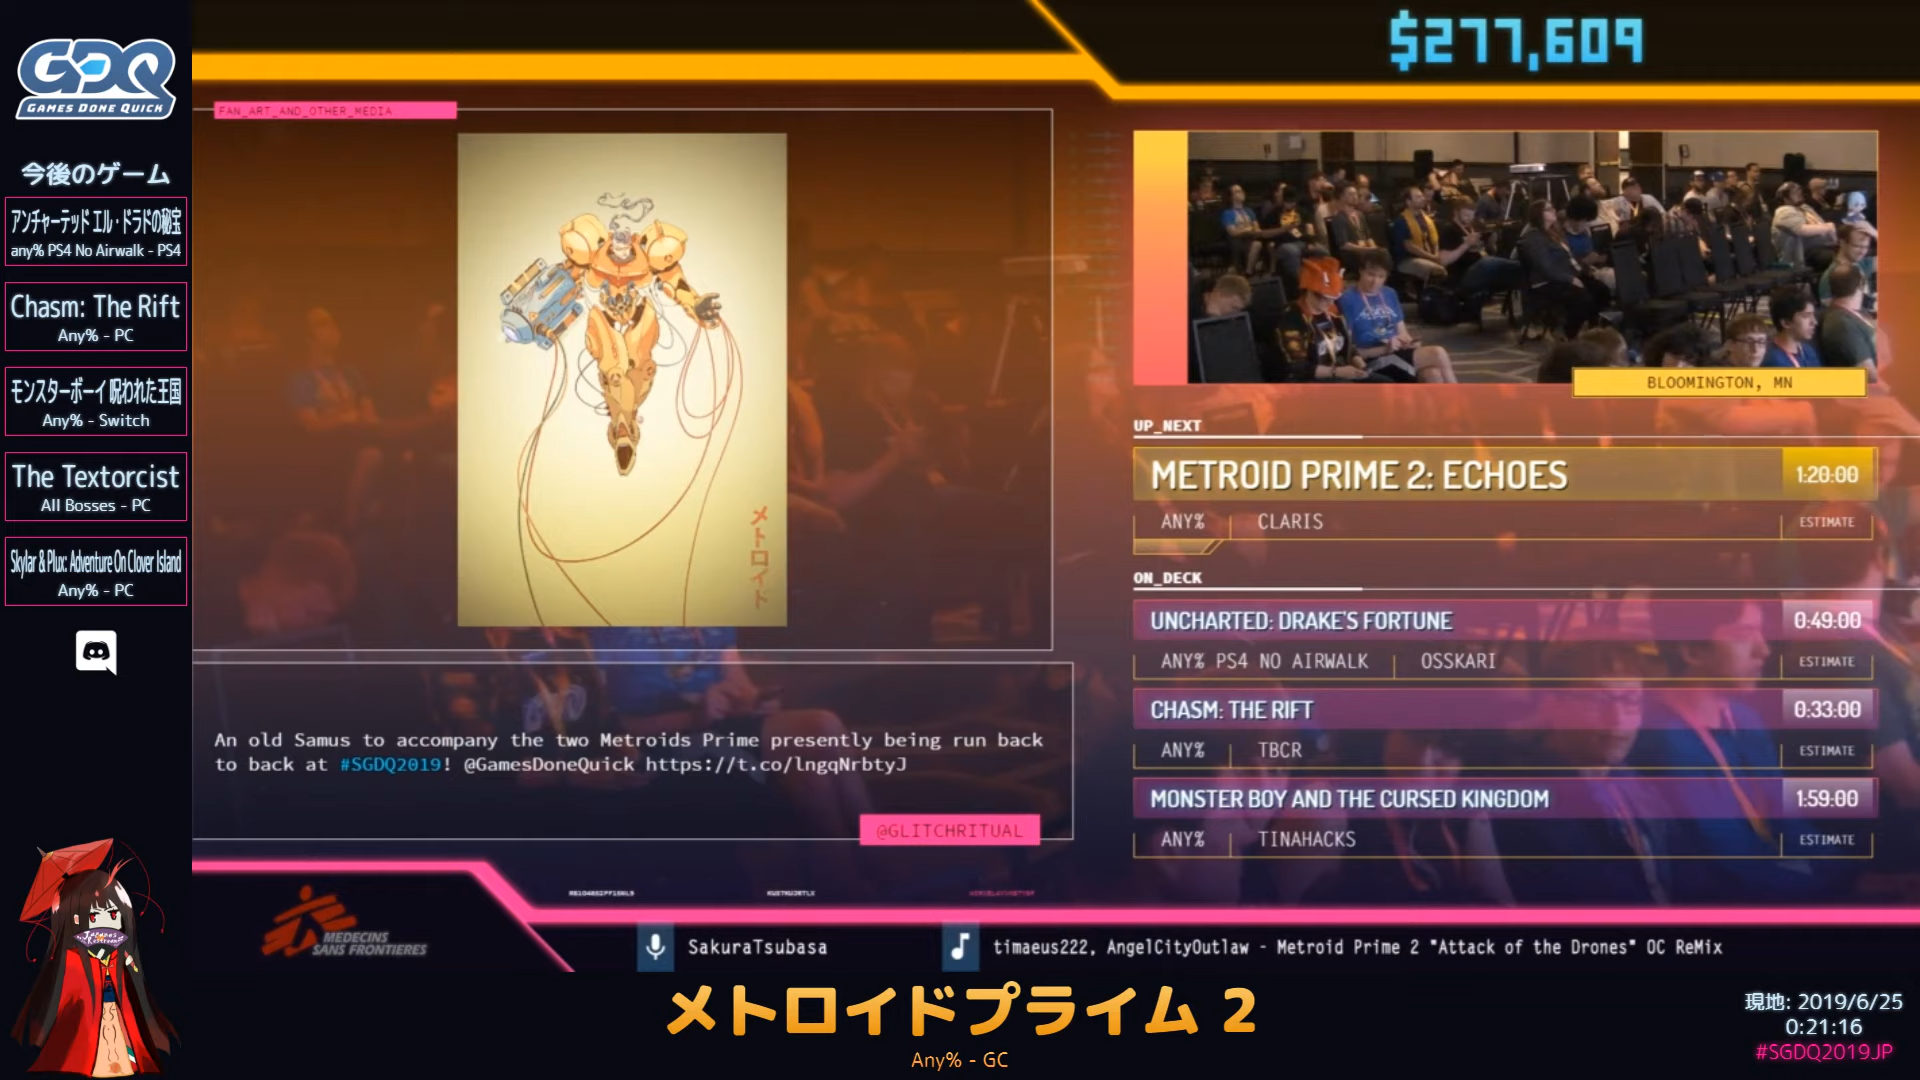 GDQ
GAMES DONE QUICK
今後のゲーム
アンチャーテッド エル・ドラドの秘宝
any% PS4 No Airwalk - PS4
Chasm: The Rift
Any% - PC
モンスターボーイ 呪われた王国
Any% - Switch
The Textorcist
All Bosses - PC
Skylar & Plux: Adventure On Clover Island
Any% - PC
$277,609
FAN_ART_AND_OTHER_MEDIA
メトロイド
An old Samus to accompany the two Metroids Prime presently being run back
to back at #SGDQ2019! @GamesDoneQuick https://t.co/lngqNrbtyJ
@GLITCHRITUAL
BLOOMINGTON, MN
UP_NEXT
METROID PRIME 2: ECHOES 1:20:00
ANY% CLARIS ESTIMATE
ON_DECK
UNCHARTED: DRAKE'S FORTUNE 0:49:00
ANY% PS4 NO AIRWALK OSSKARI ESTIMATE
CHASM: THE RIFT 0:33:00
ANY% TBCR ESTIMATE
MONSTER BOY AND THE CURSED KINGDOM 1:59:00
ANY% TINAHACKS ESTIMATE
MEDECINS
SANS FRONTIERES
SakuraTsubasa
timaeus222, AngelCityOutlaw - Metroid Prime 2 "Attack of the Drones" OC ReMix
メトロイドプライム 2
Any% - GC
現地: 2019/6/25
0:21:16
#SGDQ2019JP